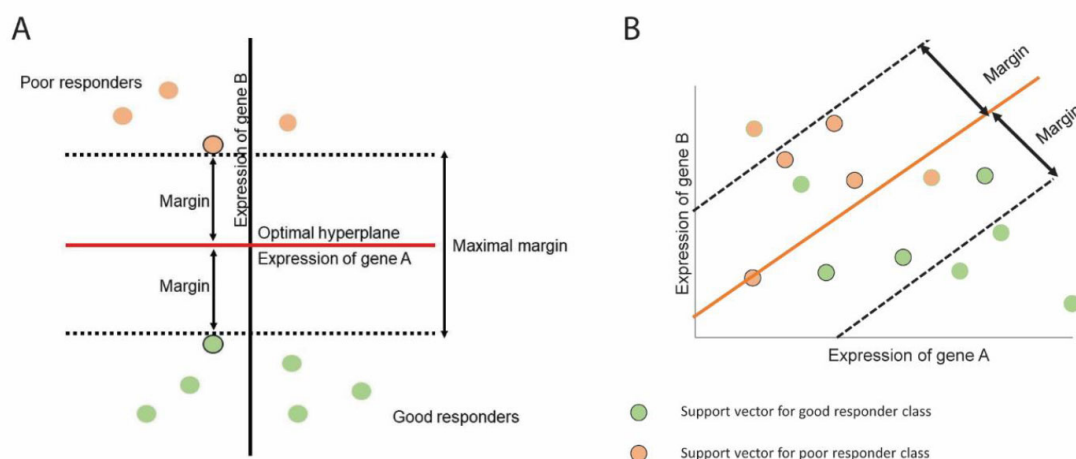 A
Poor responders
Expression of gene B
Margin
Optimal hyperplane
Expression of gene A
Maximal margin
Margin
Good responders
B
Margin
Margin
Expression of gene B
Expression of gene A
Support vector for good responder class
Support vector for poor responder class